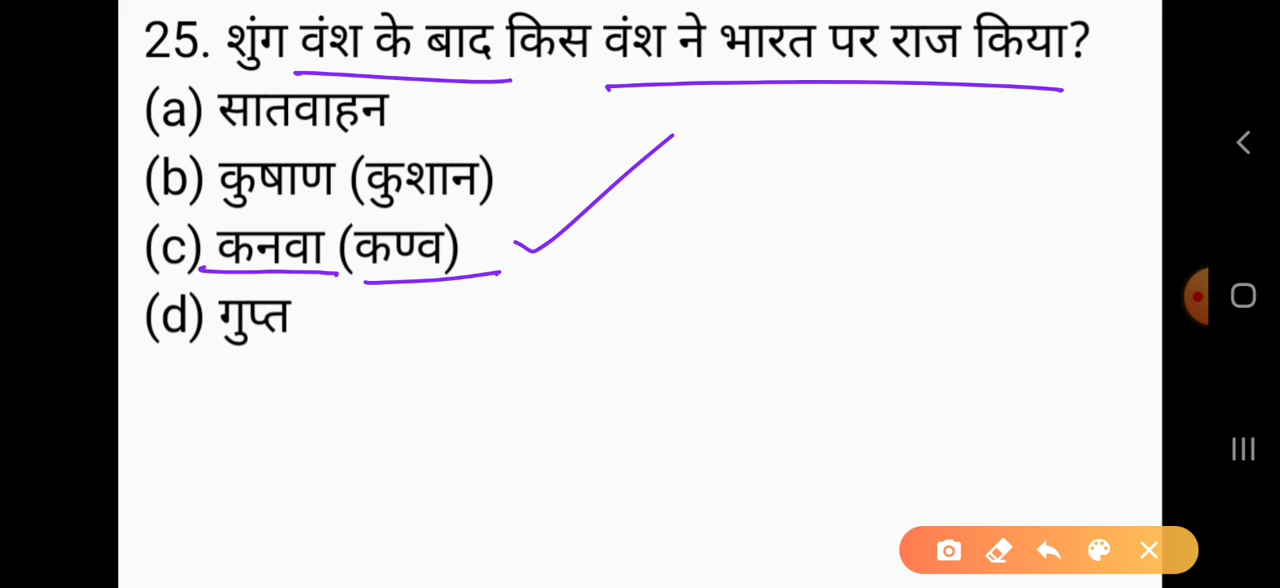 25. शुंग वंश के बाद किस वंश ने भारत पर राज किया?
(a) सातवाहन
(b) कुषाण (कुशान)
(c) कनवा (कण्व)
(d) गुप्त